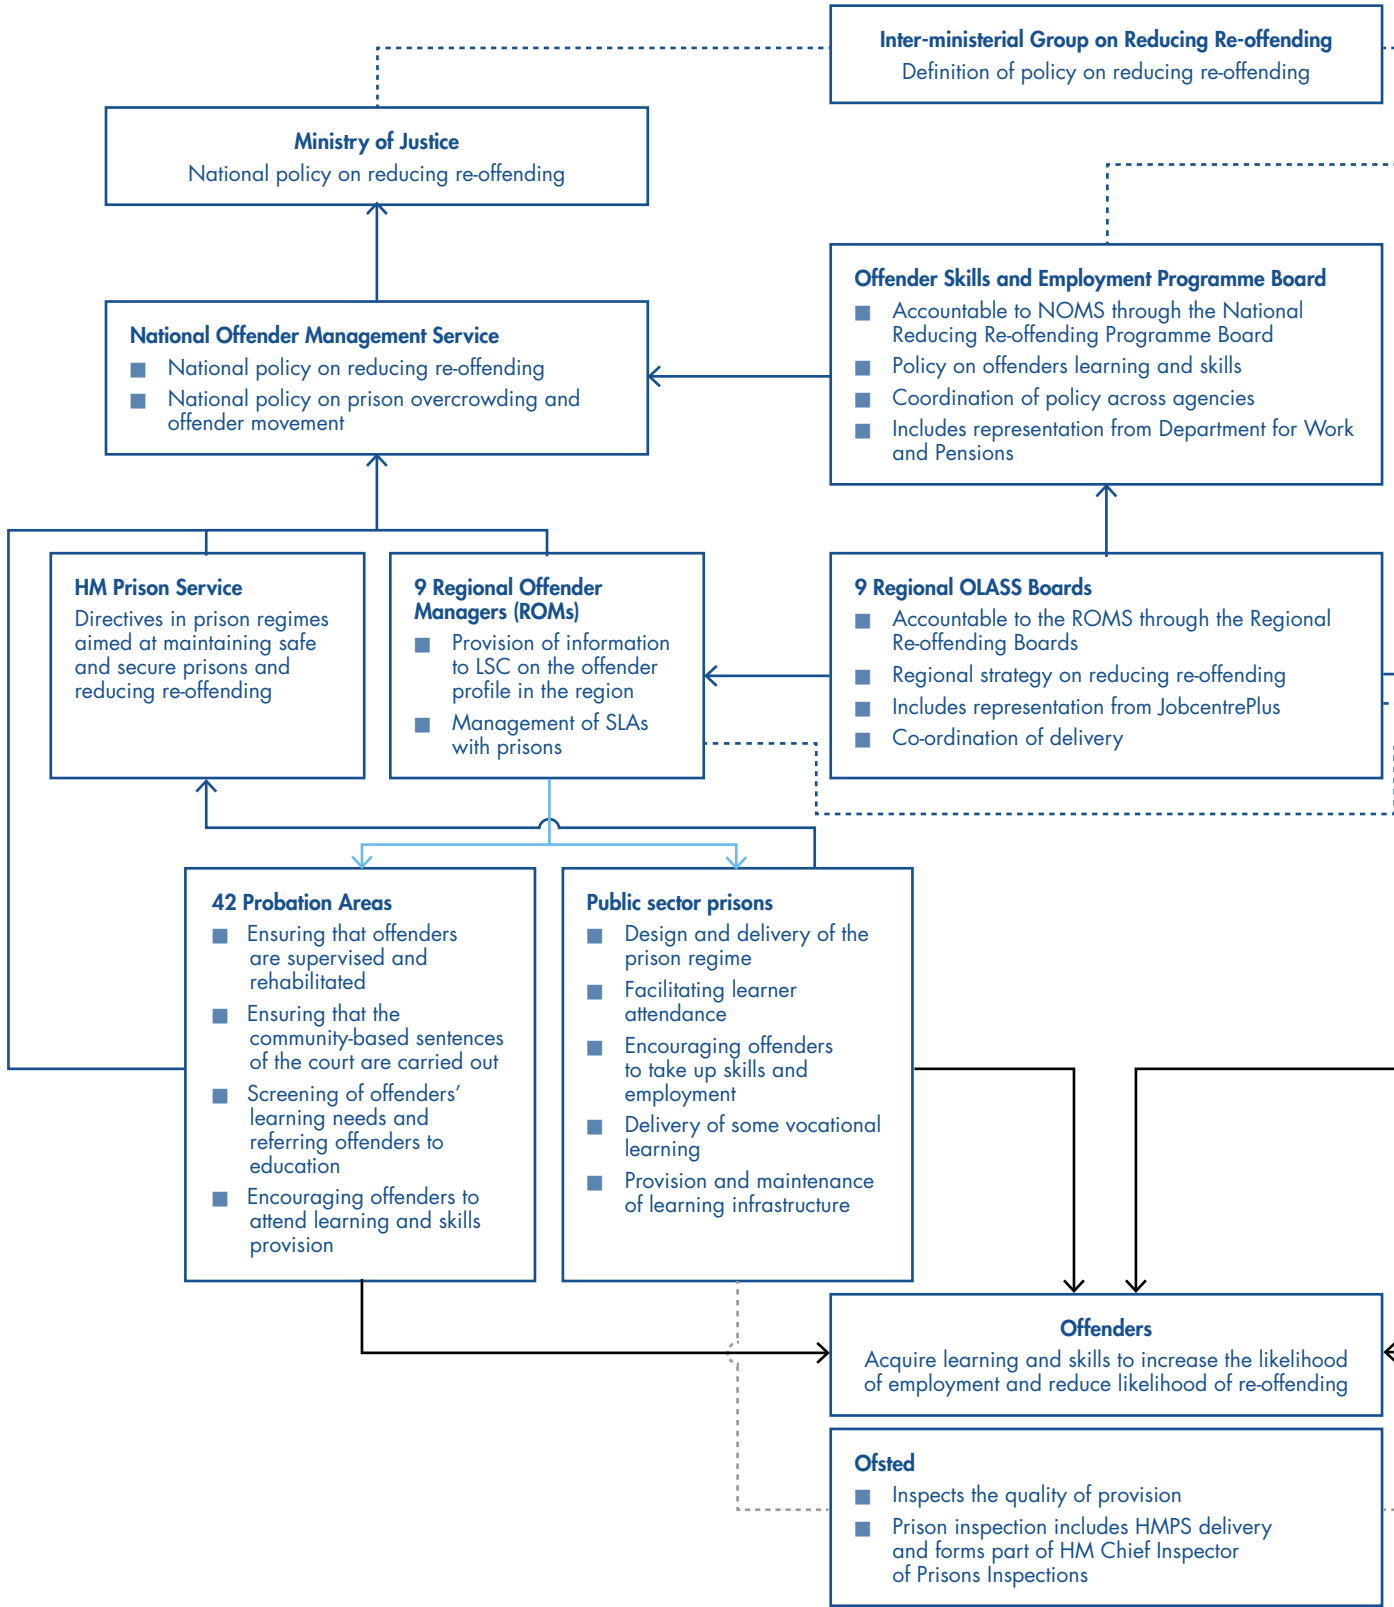 Inter-ministerial Group on Reducing Re-offending
Definition of policy on reducing re-offending
Ministry of Justice
National policy on reducing re-offending
National Offender Management Service
National policy on reducing re-offending
National policy on prison overcrowding and
offender movement
Offender Skills and Employment Programme Board
Accountable to NOMS through the National
Reducing Re-offending Programme Board
Policy on offenders learning and skills
Coordination of policy across agencies
Includes representation from Department for Work
and Pensions
HM Prison Service
Directives in prison regimes
aimed at maintaining safe
and secure prisons and
reducing re-offending
9 Regional Offender
Managers (ROMs)
Provision of information
to LSC on the offender
profile in the region
Management of SLAs
with prisons
9 Regional OLASS Boards
Accountable to the ROMS through the Regional
Re-offending Boards
Regional strategy on reducing re-offending
Includes representation from JobcentrePlus
Co-ordination of delivery
42 Probation Areas
Ensuring that offenders
are supervised and
rehabilitated
Ensuring that the
community-based sentences
of the court are carried out
Screening of offenders'
learning needs and
referring offenders to
education
Encouraging offenders to
attend learning and skills
provision
Public sector prisons
Design and delivery of the
prison regime
Facilitating learner
attendance
Encouraging offenders
to take up skills and
employment
Delivery of some vocational
learning
Provision and maintenance
of learning infrastructure
Offenders
Acquire learning and skills to increase the likelihood
of employment and reduce likelihood of re-offending
Ofsted
Inspects the quality of provision
Prison inspection includes HMPS delivery
and forms part of HM Chief Inspector
of Prisons Inspections